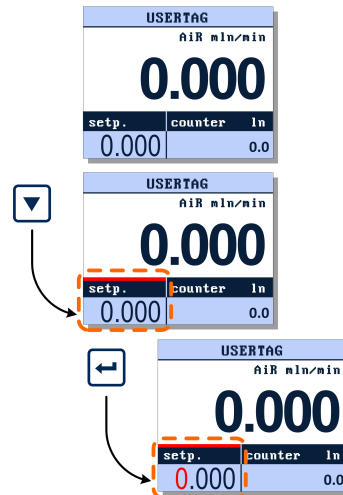 USERTAG
AiR mln/min
0.000
setp. counter ln
0.000 0.0
USERTAG
AiR mln/min
0.000
setp. counter ln
0.000 0.0
USERTAG
AiR mln/min
0.000
setp. counter ln
0.000 0.0